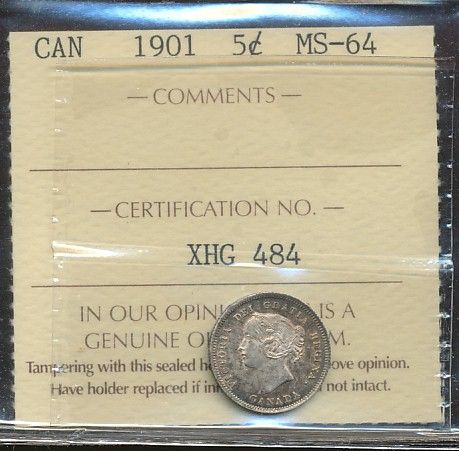 CAN 1901 5¢ MS-64
— COMMENTS —
— CERTIFICATION NO. —
XHG 484
IN OUR OPIN IS A
GENUINE O M.
Tampering with this sealed h ove opinion.
Have holder replaced if in not intact.
VICTORIA DEI GRATIA REGINA
CANADA